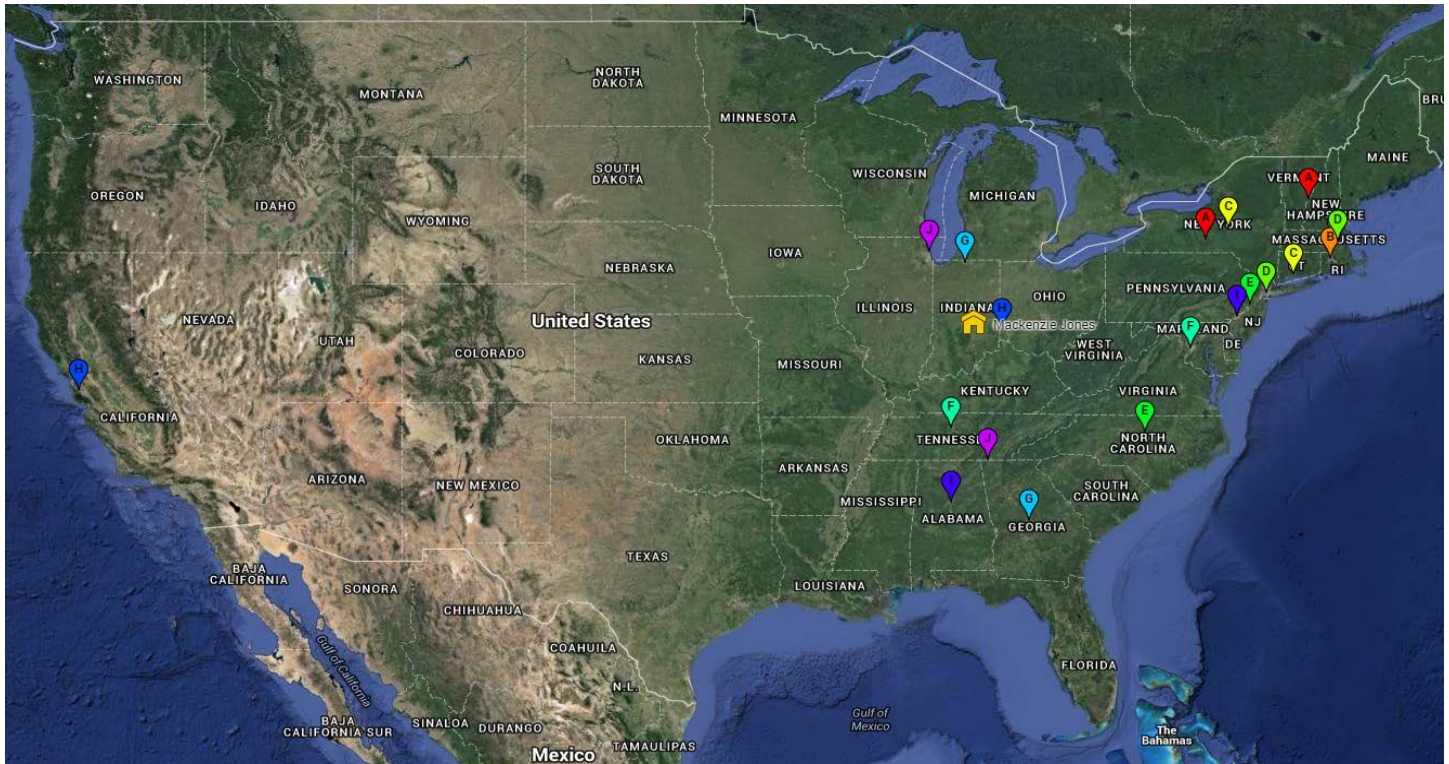 WASHINGTON
MONTANA
NORTH
DAKOTA
MINNESOTA
BRU
MAINE
OREGON
IDAHO
SOUTH
DAKOTA
WISCONSIN
MICHIGAN
VERMONT
A
WYOMING
C
A
NEW YORK
NEW
HAMPSHIRE
D
J
G
B
MASSACHUSETTS
IOWA
C
CT
RI
NEBRASKA
D
E
PENNSYLVANIA
I
NEVADA
United States
ILLINOIS
INDIANA
H
OHIO
Mackenzie Jones
NJ
F
MARYLAND
DE
UTAH
COLORADO
KANSAS
MISSOURI
WEST
VIRGINIA
H
CALIFORNIA
KENTUCKY
VIRGINIA
F
E
OKLAHOMA
TENNESSEE
J
NORTH
CAROLINA
ARIZONA
NEW MEXICO
ARKANSAS
I
MISSISSIPPI
ALABAMA
G
GEORGIA
SOUTH
CAROLINA
TEXAS
BAJA
CALIFORNIA
SONORA
LOUISIANA
CHIHUAHUA
Gulf of California
COAHUILA
FLORIDA
N.L.
BAJA
CALIFORNIA SUR
SINALOA
DURANGO
Gulf of
Mexico
The
Bahamas
Mexico
TAMAULIPAS